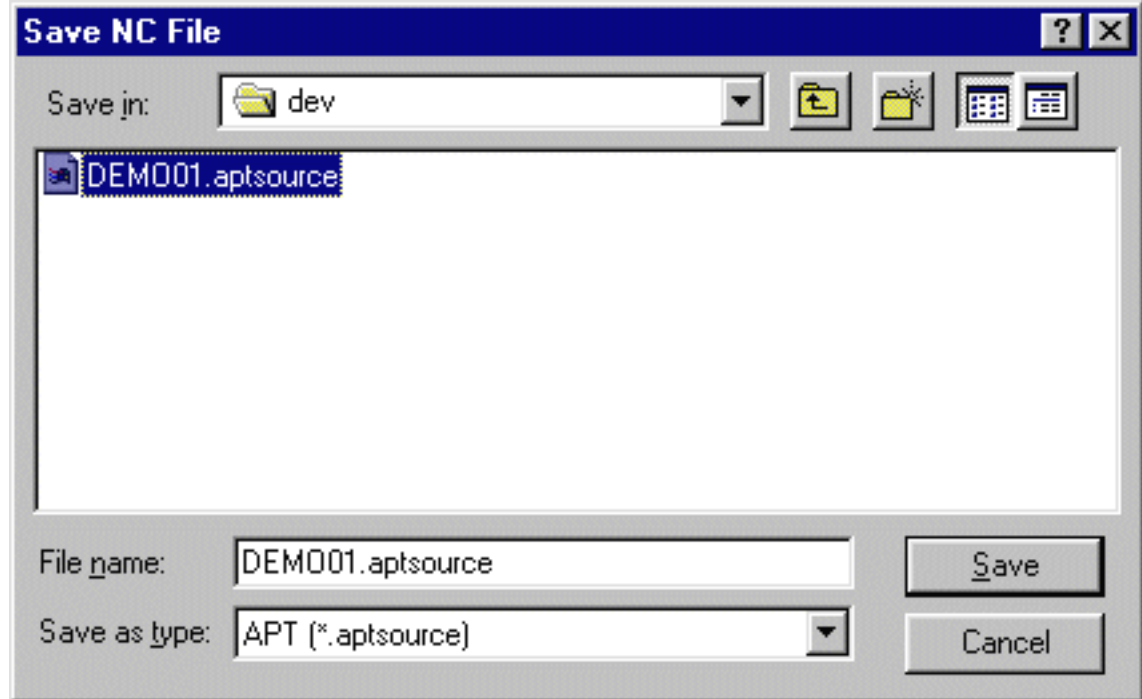 Save NC File
Save in: dev
DEMO01.aptsource
File name: DEMO01.aptsource
Save
Save as type: APT (*.aptsource)
Cancel